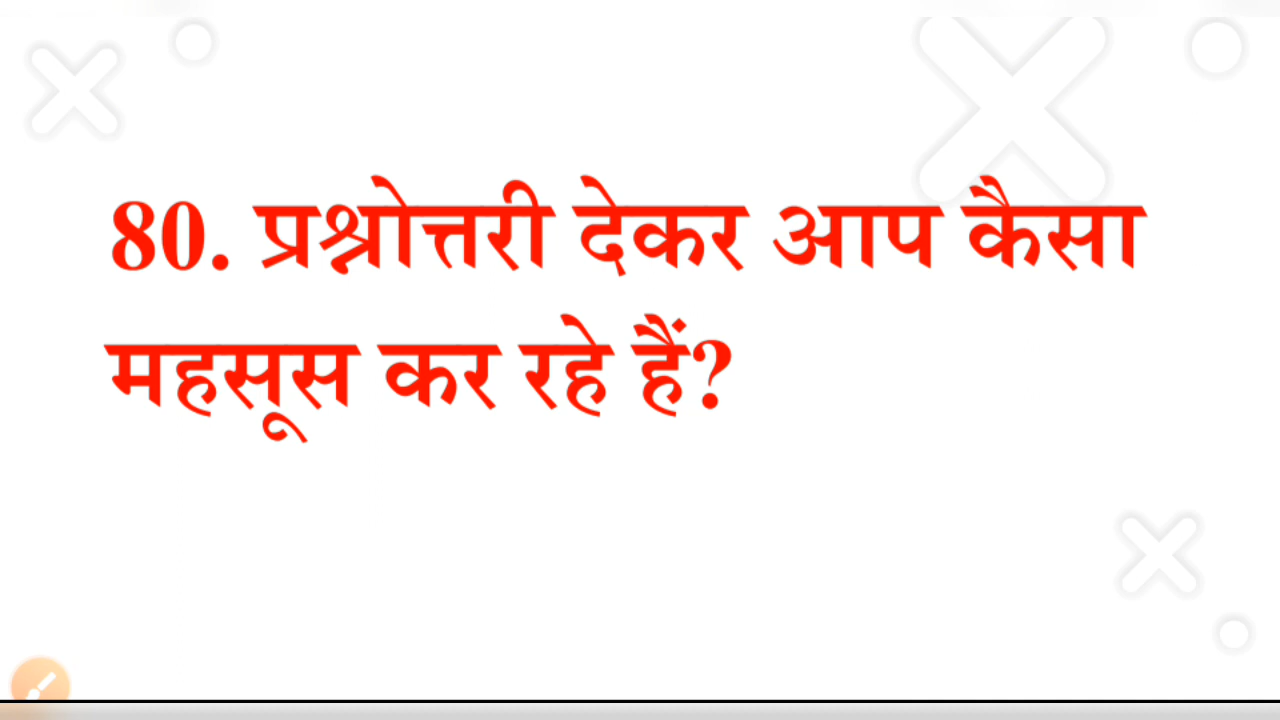 80. प्रश्नोत्तरी देकर आप कैसा
महसूस कर रहे हैं?